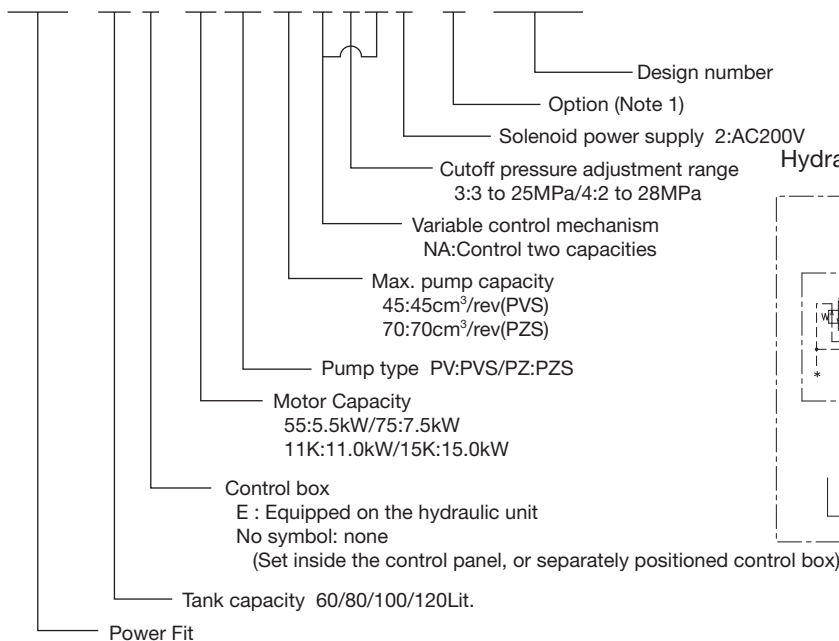 Design number
Option (Note 1)
Solenoid power supply 2:AC200V
Hydra
Cutoff pressure adjustment range
3:3 to 25MPa/4:2 to 28MPa
Variable control mechanism
NA:Control two capacities
Max. pump capacity
45:45cm³/rev(PVS)
70:70cm³/rev(PZS)
Pump type PV:PVS/PZ:PZS
*
Motor Capacity
55:5.5kW/75:7.5kW
11K:11.0kW/15K:15.0kW
Control box
E : Equipped on the hydraulic unit
No symbol: none
(Set inside the control panel, or separately positioned control box)
Tank capacity 60/80/100/120Lit.
Power Fit